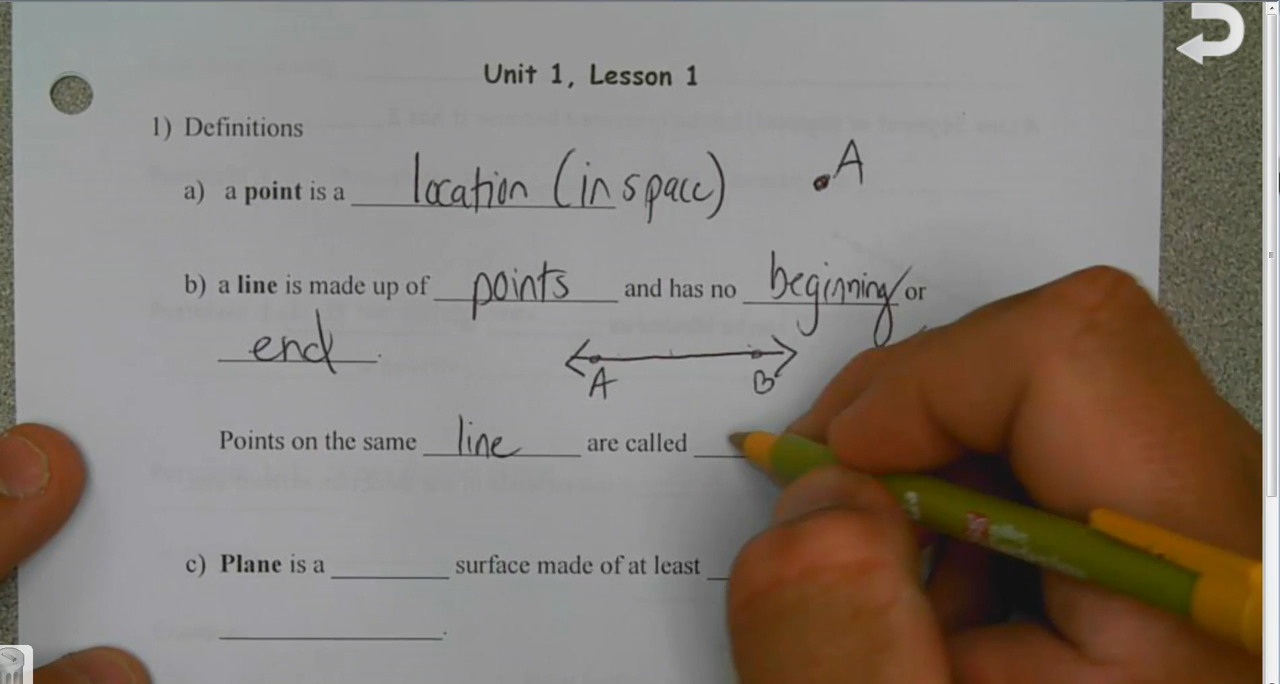 Unit 1, Lesson 1
1) Definitions
a) a point is a location (in space) A
b) a line is made up of points and has no beginning or
end.
A B
Points on the same line are called
c) Plane is a ________ surface made of at least
.